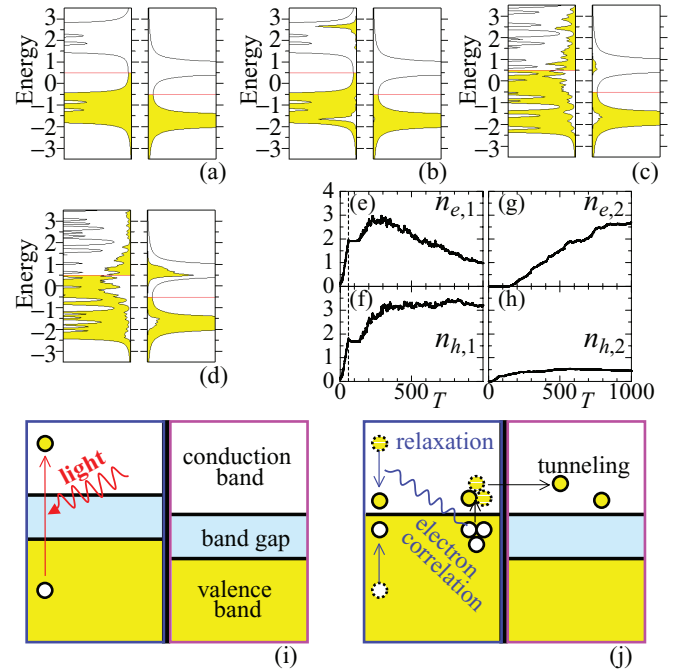 3
2
1
0
−1
−2
−3
Energy
(a)
3
2
1
0
−1
−2
−3
Energy
(b)
3
2
1
0
−1
−2
−3
Energy
(c)
3
2
1
0
−1
−2
−3
Energy
(d)
4
3
2
1
0
(e)
n_{e,1}
(g)
n_{e,2}
3
2
1
0
(f)
n_{h,1}
(h)
n_{h,2}
0
500
T
0
500
1000
T
light
conduction
band
band gap
valence
band
(i)
relaxation
tunneling
electron
correlation
(j)